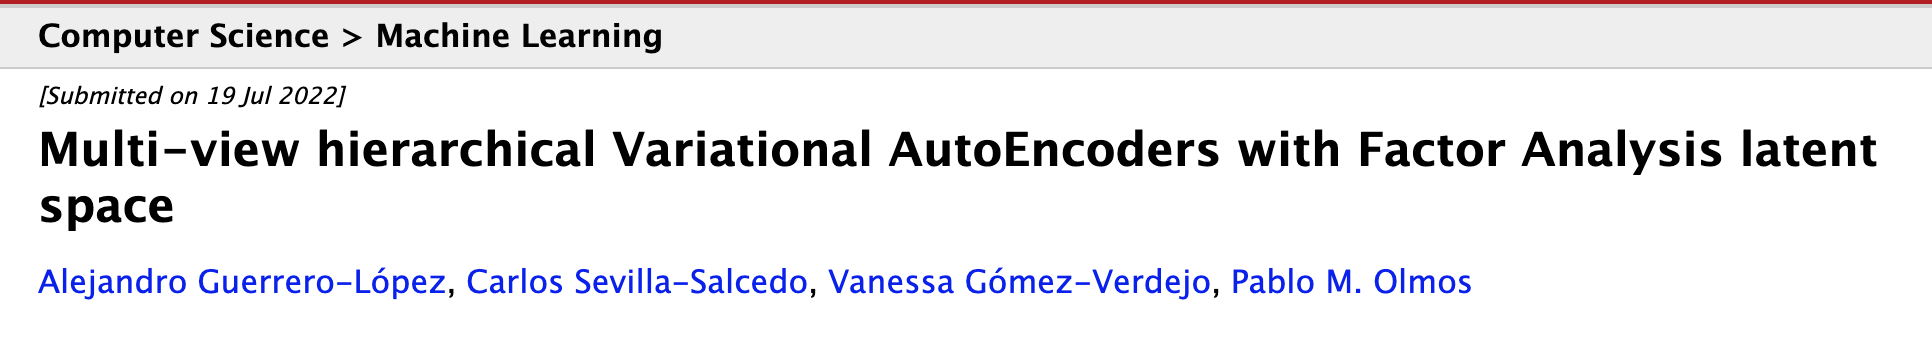 Computer Science > Machine Learning
[Submitted on 19 Jul 2022]
Multi-view hierarchical Variational AutoEncoders with Factor Analysis latent
space
Alejandro Guerrero-López, Carlos Sevilla-Salcedo, Vanessa Gómez-Verdejo, Pablo M. Olmos